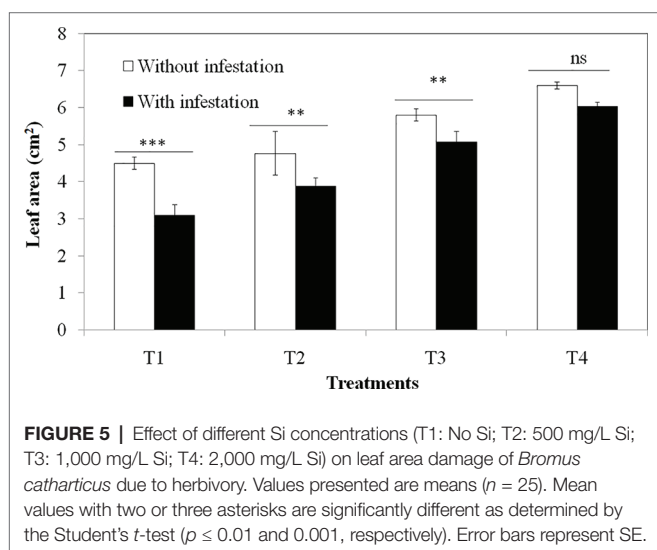 8
7
6
5
4
3
2
1
0
Leaf area (cm²)
Without infestation
With infestation
***
**
**
ns
T1 T2 T3 T4
Treatments
FIGURE 5 | Effect of different Si concentrations (T1: No Si; T2: 500 mg/L Si;
T3: 1,000 mg/L Si; T4: 2,000 mg/L Si) on leaf area damage of Bromus
catharticus due to herbivory. Values presented are means (n = 25). Mean
values with two or three asterisks are significantly different as determined by
the Student's t-test (p ≤ 0.01 and 0.001, respectively). Error bars represent SE.